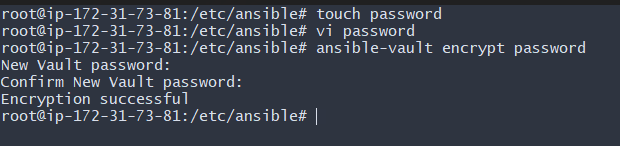 root@ip-172-31-73-81:/etc/ansible# touch password
root@ip-172-31-73-81:/etc/ansible# vi password
root@ip-172-31-73-81:/etc/ansible# ansible-vault encrypt password
New Vault password:
Confirm New Vault password:
Encryption successful
root@ip-172-31-73-81:/etc/ansible#